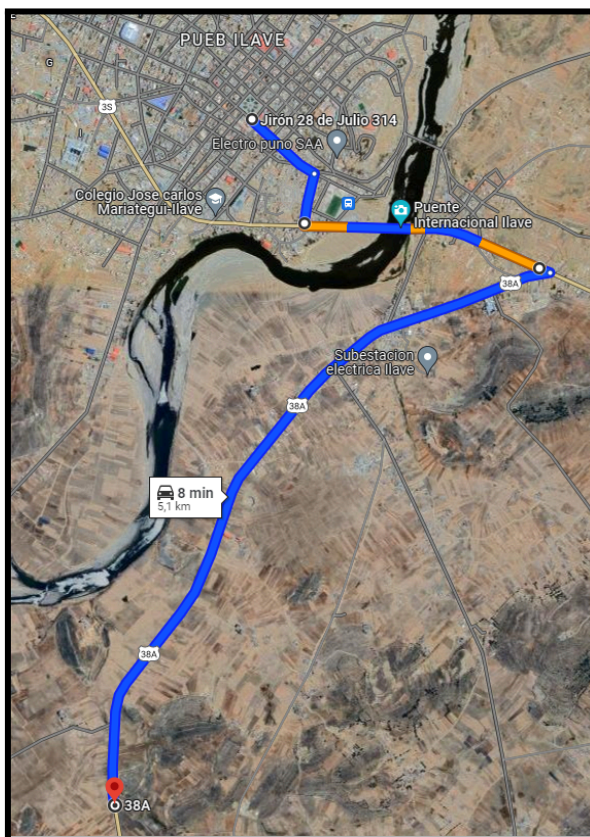 PUEB ILAVE
G
3S
I
Jirón 28 de Julio 314
Electro puno SAA
Colegio Jose carlos
Mariategui-Ilave
Puente
Internacional Ilave
38A
Subestacion
electrica Ilave
38A
8 min
5,1 km
38A
38A